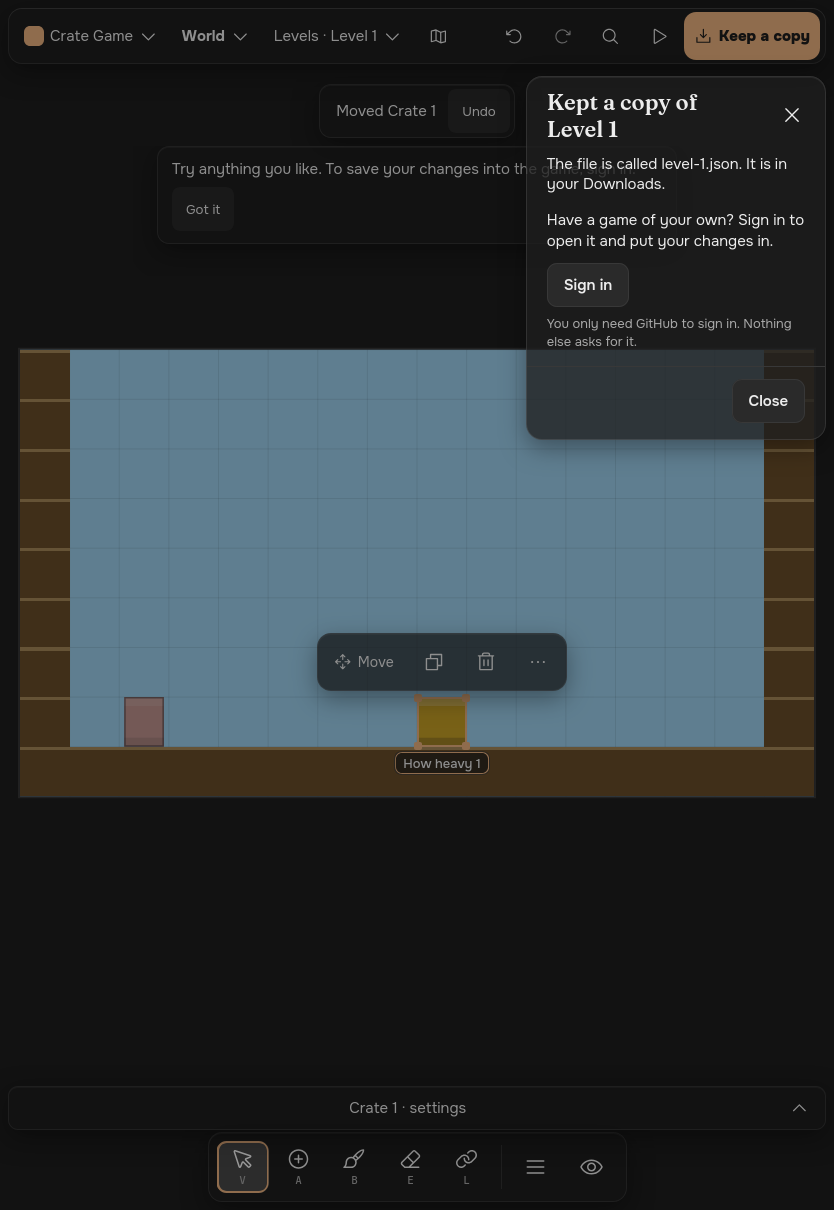 Crate Game
World
Levels · Level 1
Keep a copy
Moved Crate 1
Undo
Try anything you like. To save your changes into the game, sign in.
Got it
Kept a copy of
Level 1
The file is called level-1.json. It is in
your Downloads.
Have a game of your own? Sign in to
open it and put your changes in.
Sign in
You only need GitHub to sign in. Nothing
else asks for it.
Close
Move
How heavy 1
Crate 1 · settings
V
A
B
E
L